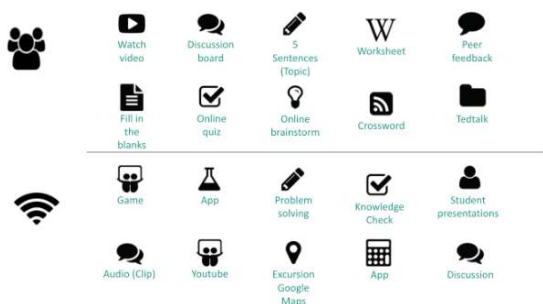 Watch
video
Discussion
board
5
Sentences
(Topic)
W
Worksheet
Peer
feedback
Fill in
the
blanks
Online
quiz
Online
brainstorm
Crossword
Tedtalk
Game
App
Problem
solving
Knowledge
Check
Student
presentations
Audio (Clip)
Youtube
Excursion
Google
Maps
App
Discussion